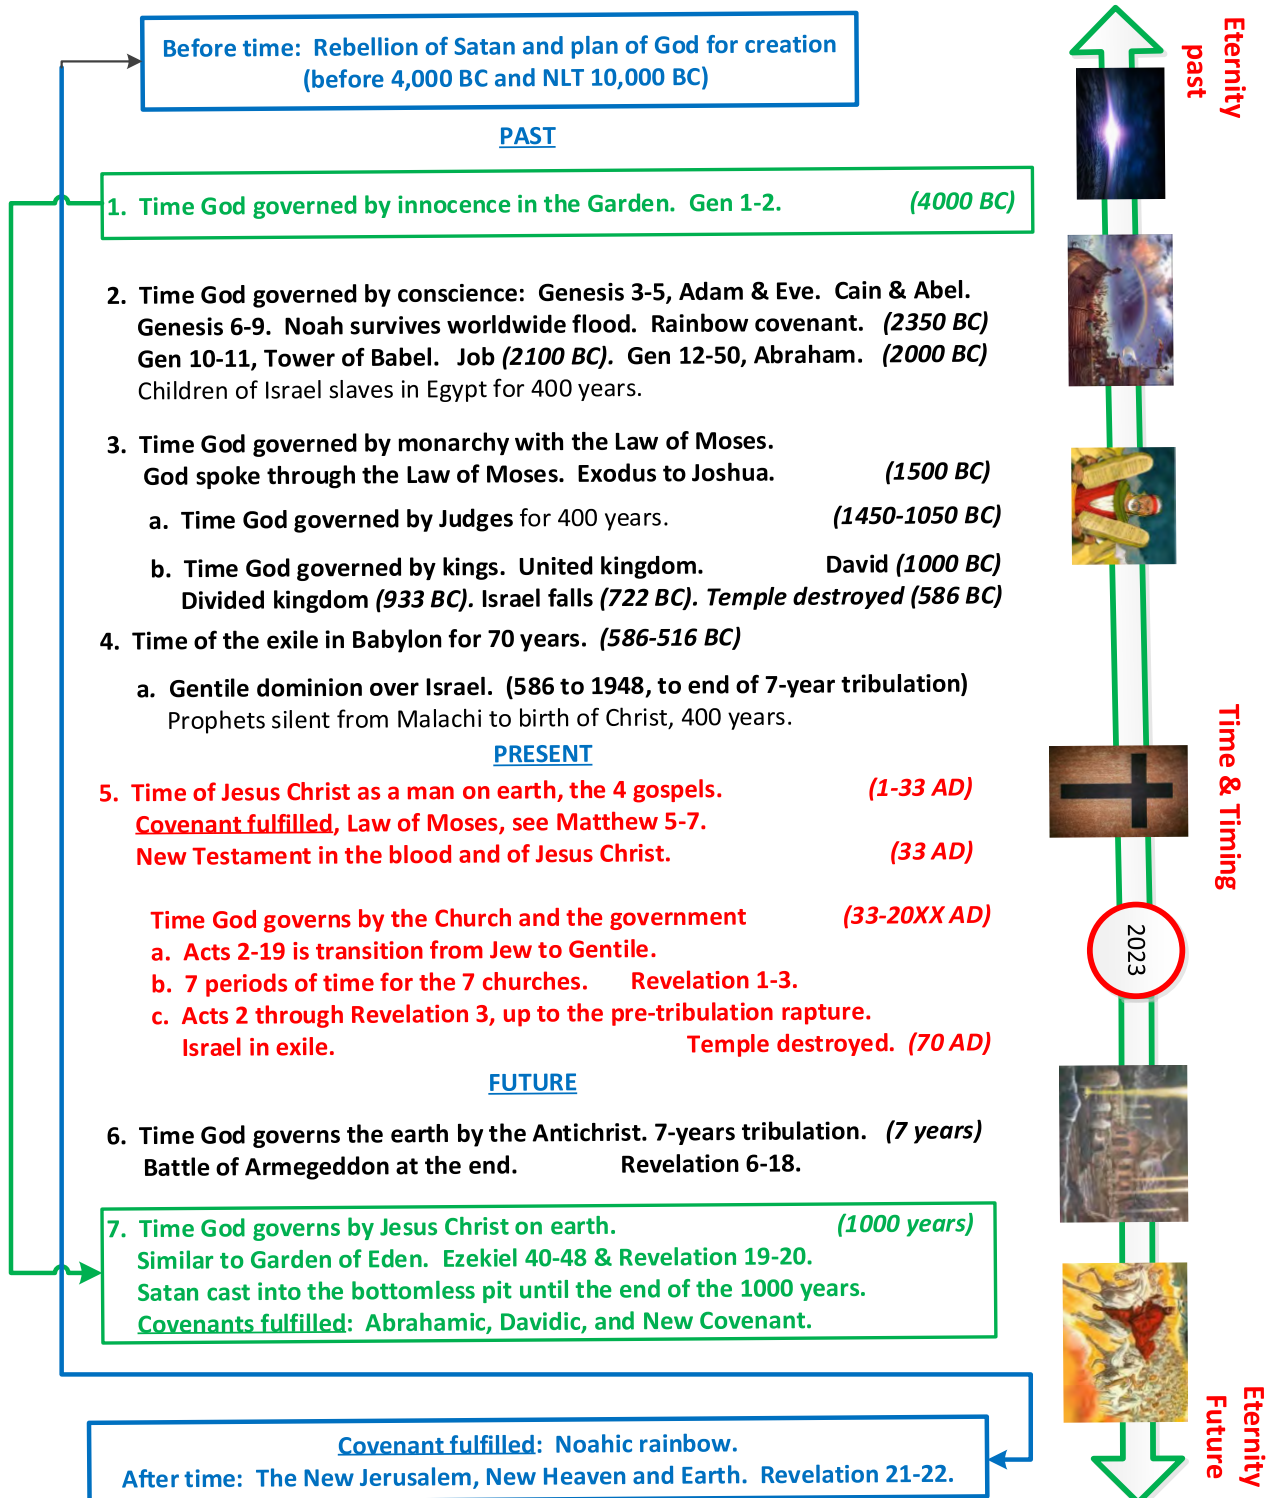 Before time:  Rebellion of Satan and plan of God for creation
(before 4,000 BC and NLT 10,000 BC)
Eternity past
PAST
1.  Time God governed by innocence in the Garden.  Gen 1-2.  (4000 BC)
2.  Time God governed by conscience:  Genesis 3-5, Adam & Eve.  Cain & Abel.
Genesis 6-9.  Noah survives worldwide flood.  Rainbow covenant.  (2350 BC)
Gen 10-11, Tower of Babel.  Job (2100 BC).  Gen 12-50, Abraham.  (2000 BC)
Children of Israel slaves in Egypt for 400 years.
3.  Time God governed by monarchy with the Law of Moses.
God spoke through the Law of Moses.  Exodus to Joshua.  (1500 BC)
a.  Time God governed by Judges for 400 years.  (1450-1050 BC)
b.  Time God governed by kings.  United kingdom.  David (1000 BC)
Divided kingdom (933 BC). Israel falls (722 BC). Temple destroyed (586 BC)
4.  Time of the exile in Babylon for 70 years.  (586-516 BC)
a.  Gentile dominion over Israel.  (586 to 1948, to end of 7-year tribulation)
Prophets silent from Malachi to birth of Christ, 400 years.
Time & Timing
PRESENT
5.  Time of Jesus Christ as a man on earth, the 4 gospels.  (1-33 AD)
Covenant fulfilled, Law of Moses, see Matthew 5-7.
New Testament in the blood and of Jesus Christ.  (33 AD)
Time God governs by the Church and the government  (33-20XX AD)
a.  Acts 2-19 is transition from Jew to Gentile.
2023
b.  7 periods of time for the 7 churches.  Revelation 1-3.
c.  Acts 2 through Revelation 3, up to the pre-tribulation rapture.
Israel in exile.  Temple destroyed.  (70 AD)
FUTURE
6.  Time God governs the earth by the Antichrist. 7-years tribulation.  (7 years)
Battle of Armegeddon at the end.  Revelation 6-18.
7.  Time God governs by Jesus Christ on earth.  (1000 years)
Similar to Garden of Eden.  Ezekiel 40-48 & Revelation 19-20.
Satan cast into the bottomless pit until the end of the 1000 years.
Covenants fulfilled:  Abrahamic, Davidic, and New Covenant.
Eternity
Future
Covenant fulfilled:  Noahic rainbow.
After time:  The New Jerusalem, New Heaven and Earth.  Revelation 21-22.